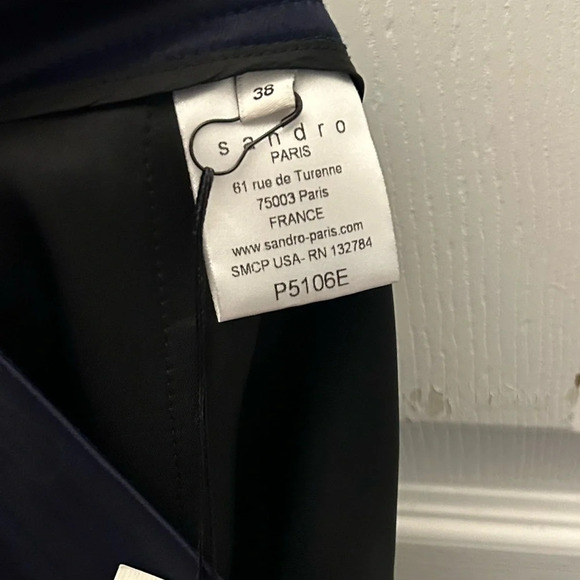 38
sandro
PARIS
61 rue de Turenne
75003 Paris
FRANCE
www.sandro-paris.com
SMCP USA- RN 132784
P5106E